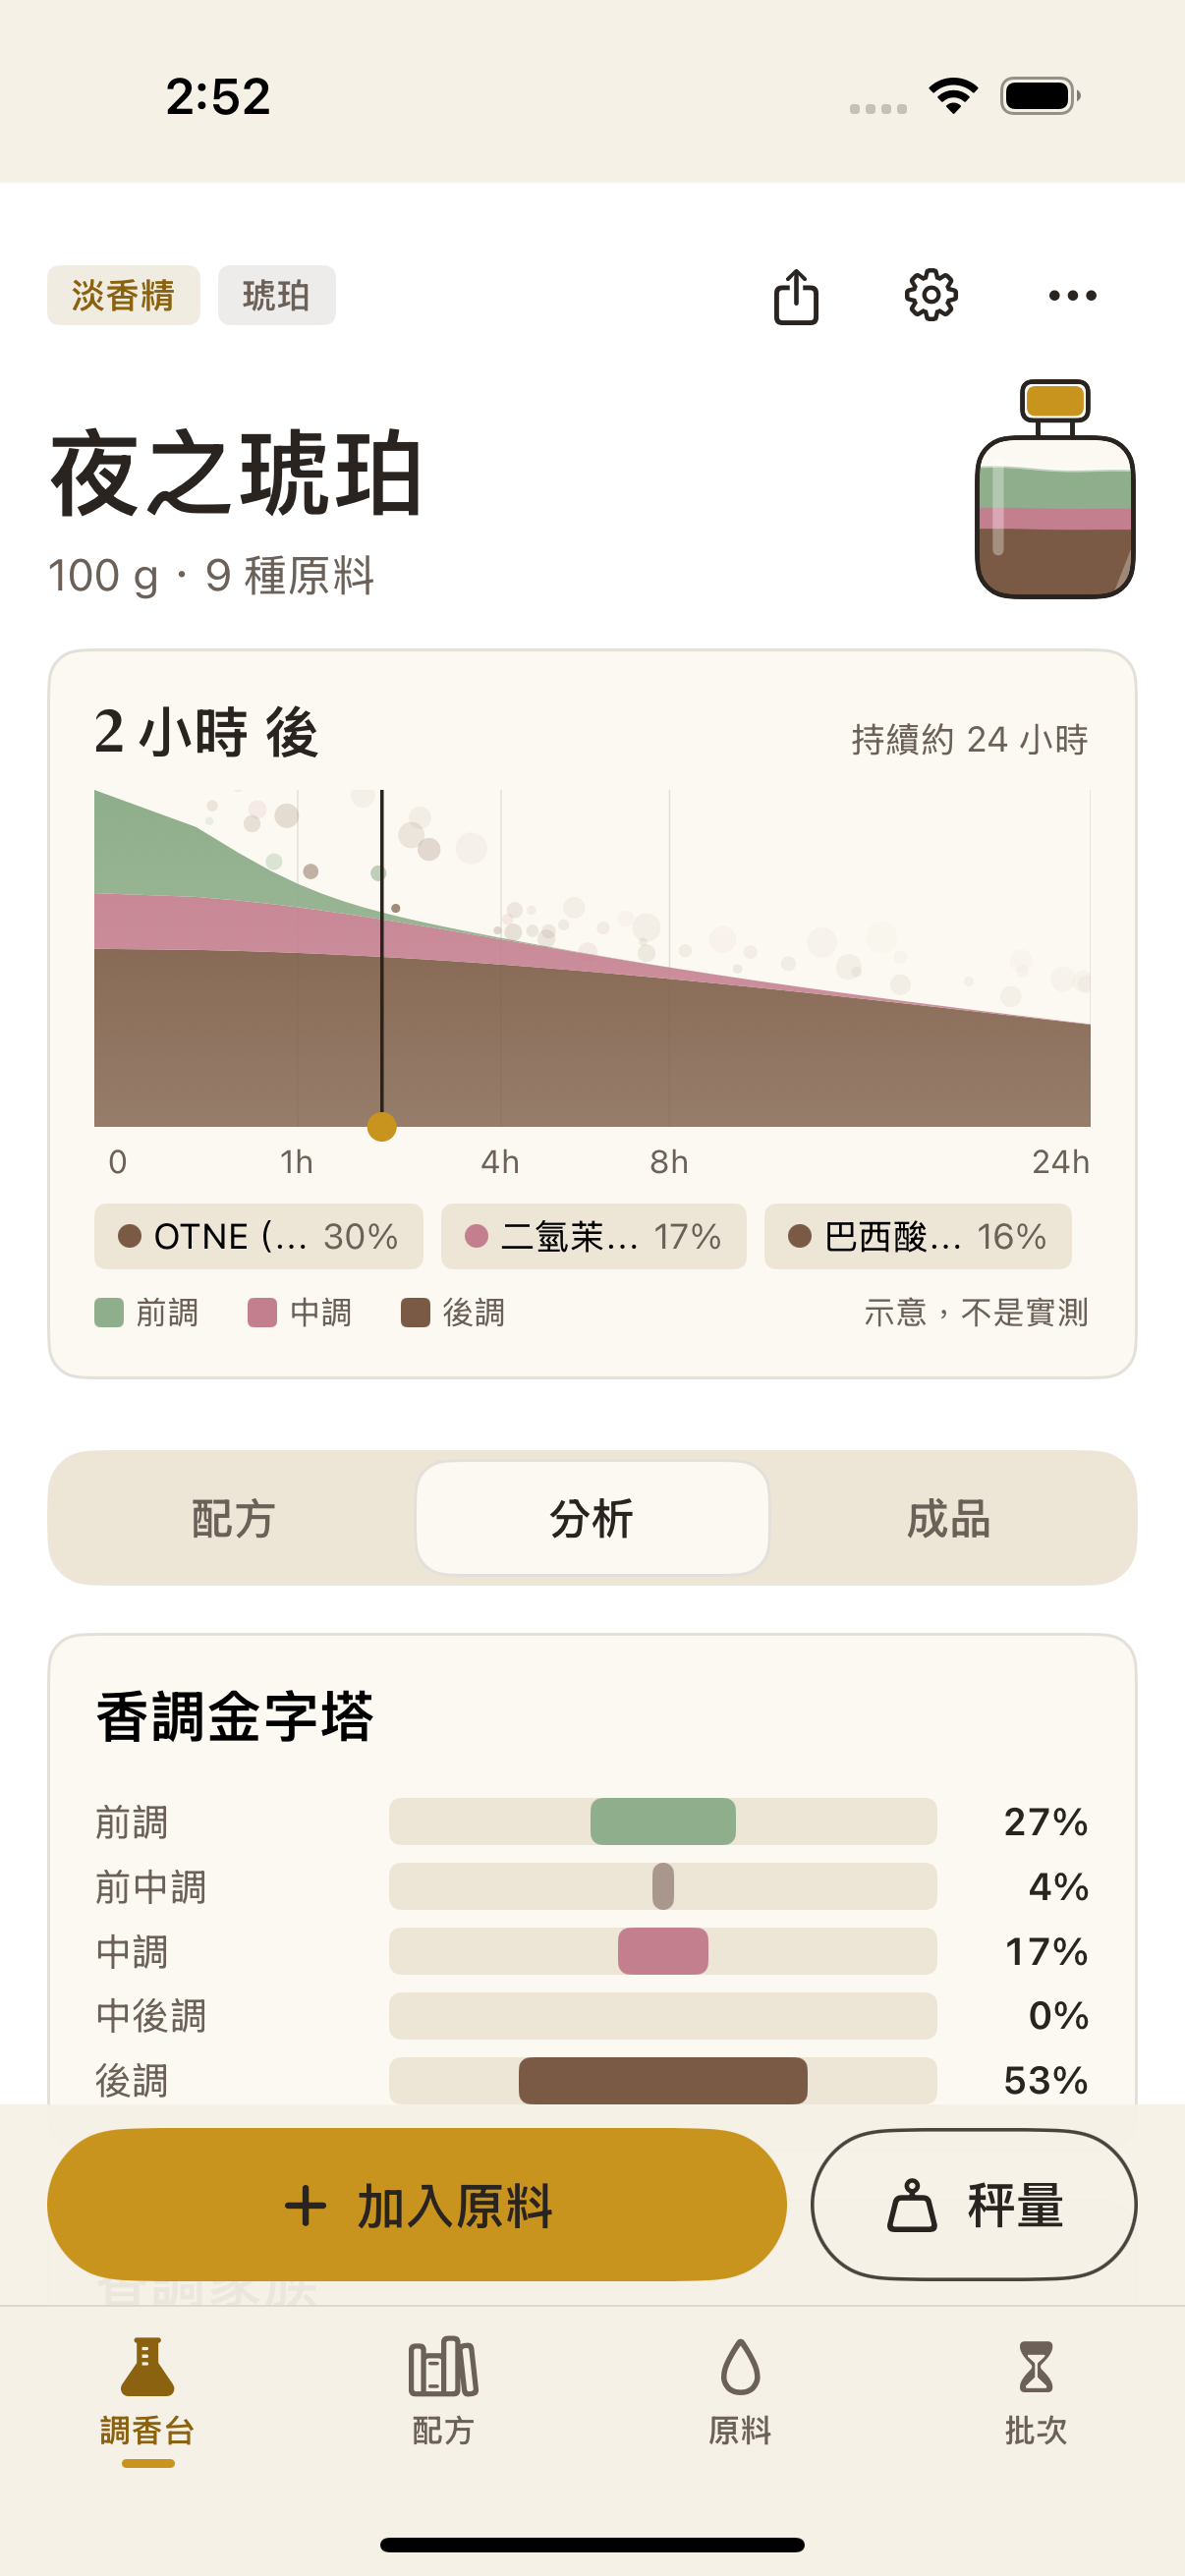 2:52
淡香精 琥珀
夜之琥珀
100 g · 9 種原料
2 小時 後
持續約 24 小時
0 1h 4h 8h 24h
OTNE (... 30% 二氫茉... 17% 巴西酸... 16%
前調 中調 後調 示意，不是實測
配方 分析 成品
香調金字塔
前調 27%
前中調 4%
中調 17%
中後調 0%
後調 53%
加入原料 秤量
香調家族
調香台 配方 原料 批次